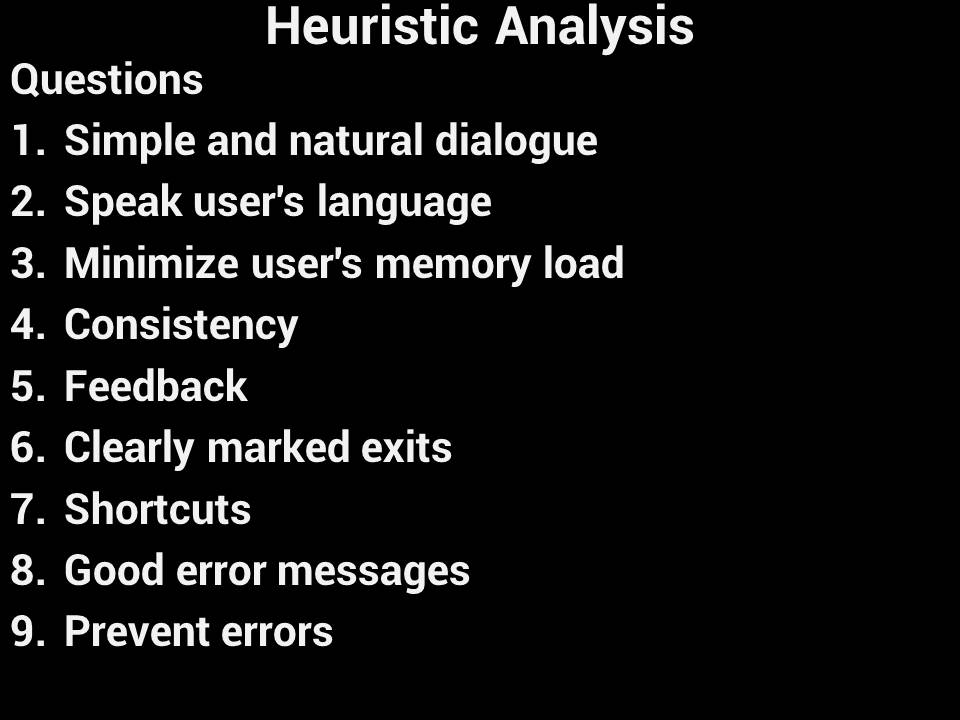 Heuristic Analysis
Questions
1. Simple and natural dialogue
2. Speak user's language
3. Minimize user's memory load
4. Consistency
5. Feedback
6. Clearly marked exits
7. Shortcuts
8. Good error messages
9. Prevent errors